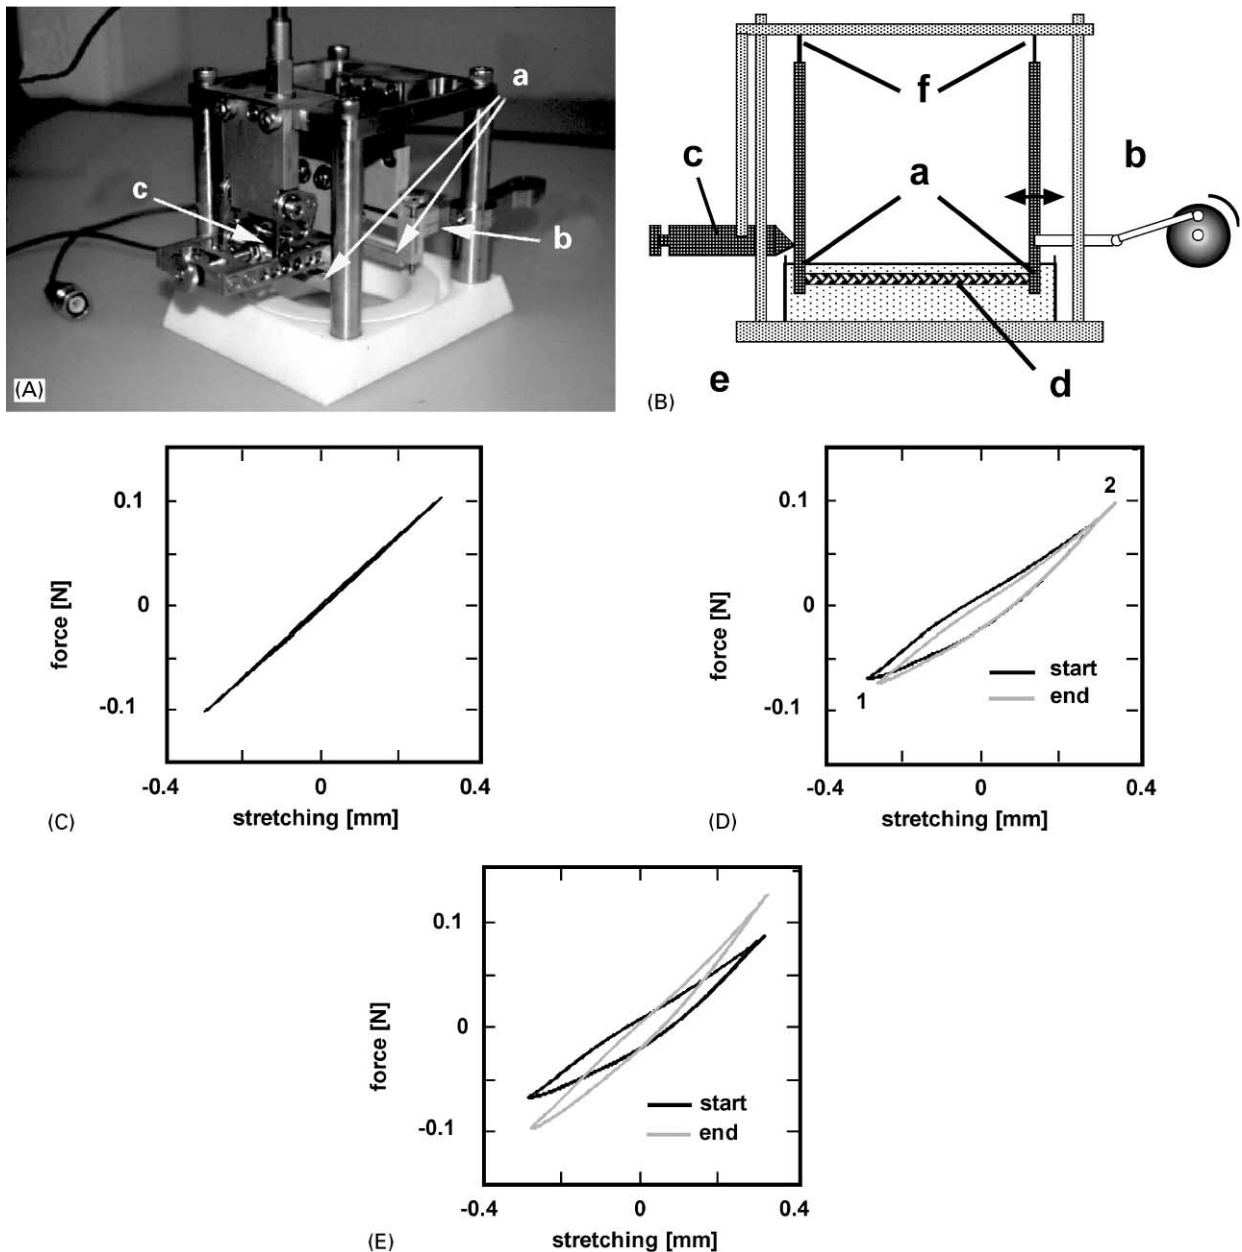 a
c
b
(A)
f
c
a
b
e
d
(B)
0.1
0
-0.1
force [N]
-0.4
0
0.4
stretching [mm]
(C)
0.1
0
-0.1
force [N]
2
1
start
end
-0.4
0
0.4
stretching [mm]
(D)
0.1
0
-0.1
force [N]
start
end
-0.4
0
0.4
stretching [mm]
(E)